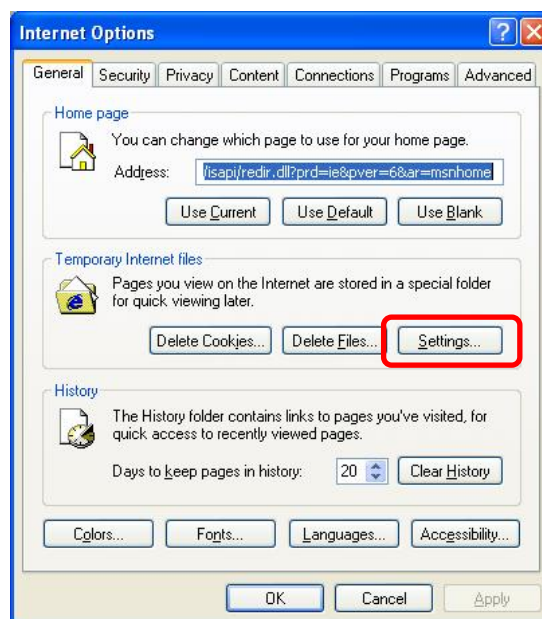 Internet Options
General Security Privacy Content Connections Programs Advanced
Home page
You can change which page to use for your home page.
Address: /isapi/redir.dll?prd=ie&pver=6&ar=msnhome
Use Current Use Default Use Blank
Temporary Internet files
Pages you view on the Internet are stored in a special folder
for quick viewing later.
Delete Cookies... Delete Files... Settings...
History
The History folder contains links to pages you've visited, for
quick access to recently viewed pages.
Days to keep pages in history: 20 Clear History
Colors... Fonts... Languages... Accessibility...
OK Cancel Apply